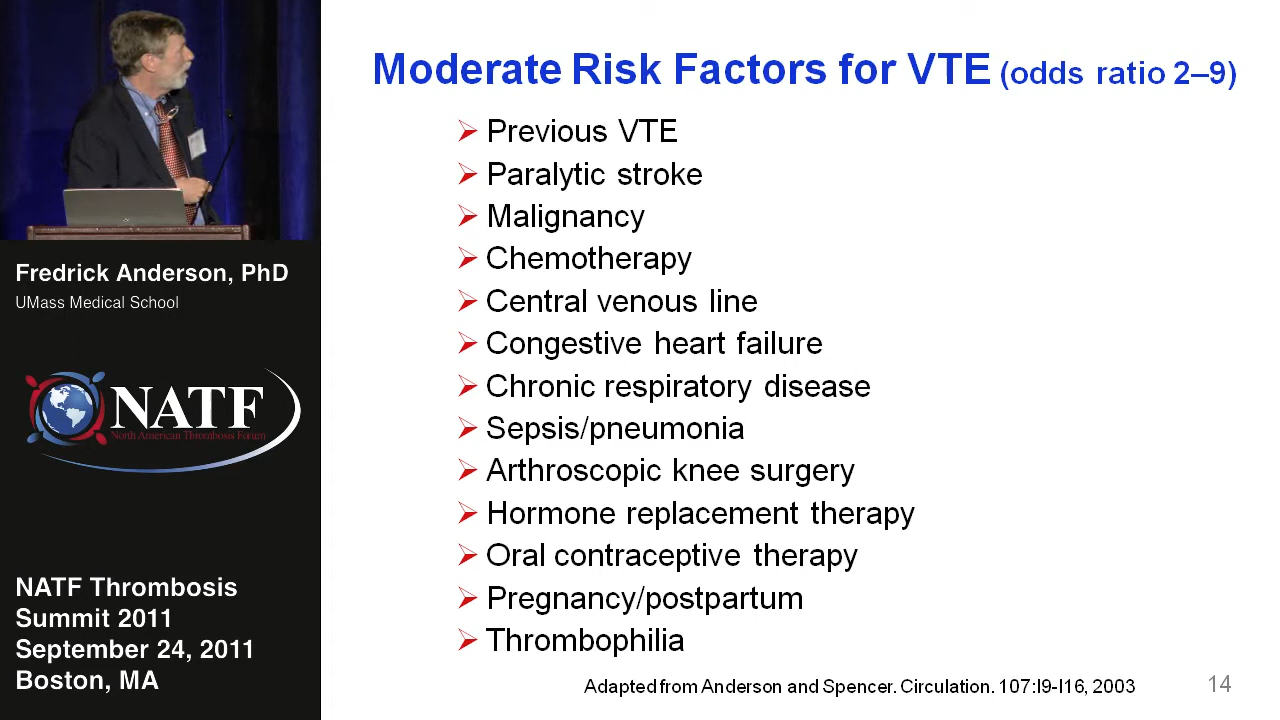 Moderate Risk Factors for VTE (odds ratio 2–9)
Previous VTE
Paralytic stroke
Malignancy
Chemotherapy
Central venous line
Congestive heart failure
Chronic respiratory disease
Sepsis/pneumonia
Arthroscopic knee surgery
Hormone replacement therapy
Oral contraceptive therapy
Pregnancy/postpartum
Thrombophilia
Adapted from Anderson and Spencer. Circulation. 107:I9-I16, 2003
14
Fredrick Anderson, PhD
UMass Medical School
NATF
North American Thrombosis Forum
NATF Thrombosis
Summit 2011
September 24, 2011
Boston, MA